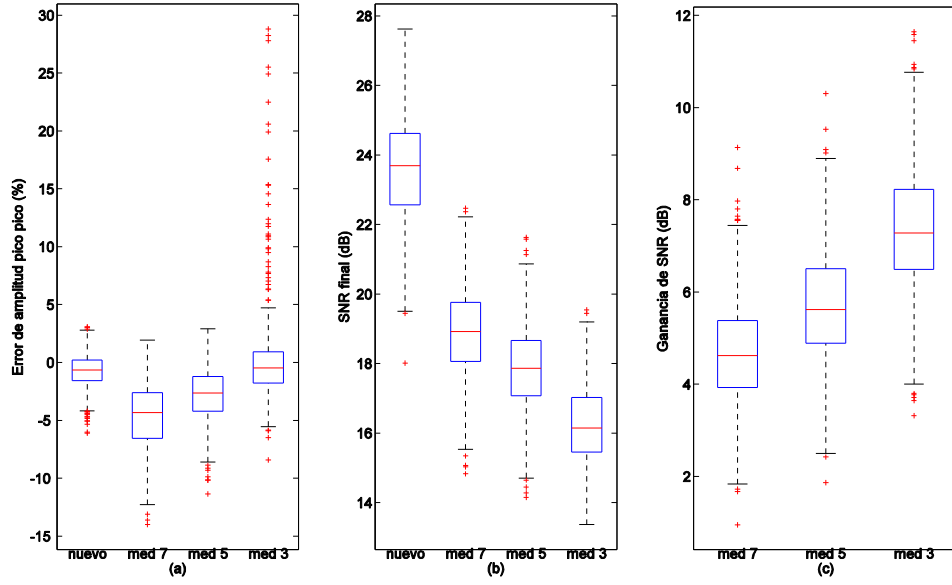 Error de amplitud pico pico (%)
30
25
20
15
10
5
0
-5
-10
-15
nuevo med 7 med 5 med 3
(a)
SNR final (dB)
28
26
24
22
20
18
16
14
nuevo med 7 med 5 med 3
(b)
Ganancia de SNR (dB)
12
10
8
6
4
2
med 7 med 5 med 3
(c)